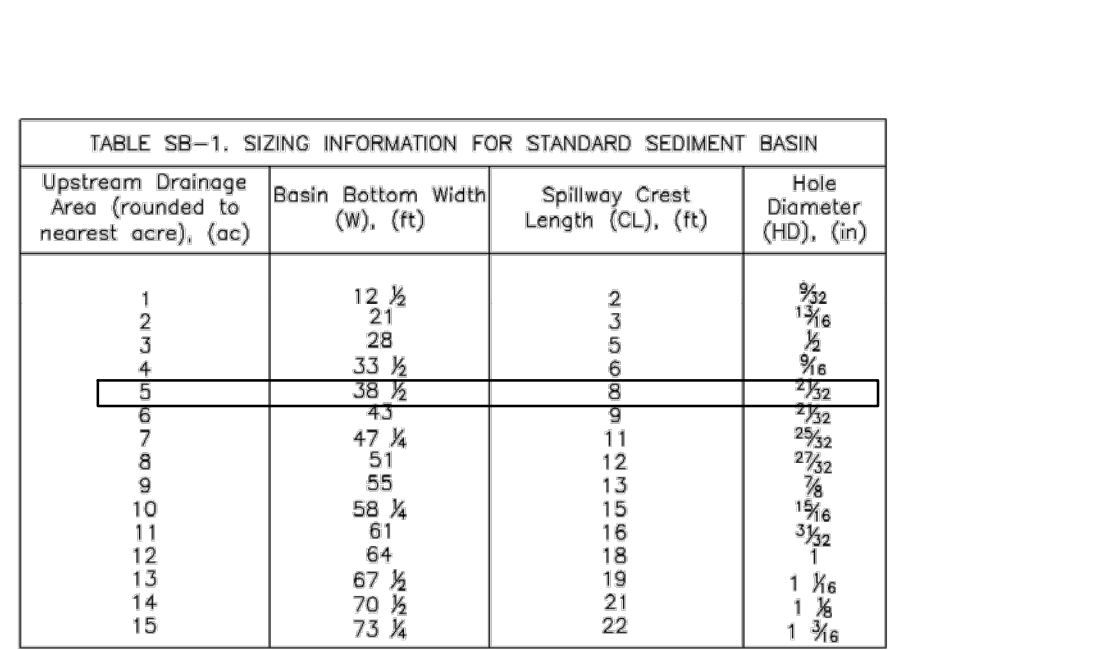 TABLE SB-1. SIZING INFORMATION FOR STANDARD SEDIMENT BASIN
Upstream Drainage Area (rounded to nearest acre), (ac) Basin Bottom Width (W), (ft) Spillway Crest Length (CL), (ft) Hole Diameter (HD), (in)
1 12 ½ 2 9/32
2 21 3 13/16
3 28 5 ½
4 33 ½ 6 9/16
5 38 ½ 8 21/32
6 43 9 21/32
7 47 ¼ 11 25/32
8 51 12 27/32
9 55 13 7/8
10 58 ¼ 15 15/16
11 61 16 31/32
12 64 18 1
13 67 ½ 19 1 1/16
14 70 ½ 21 1 1/8
15 73 ¼ 22 1 3/16